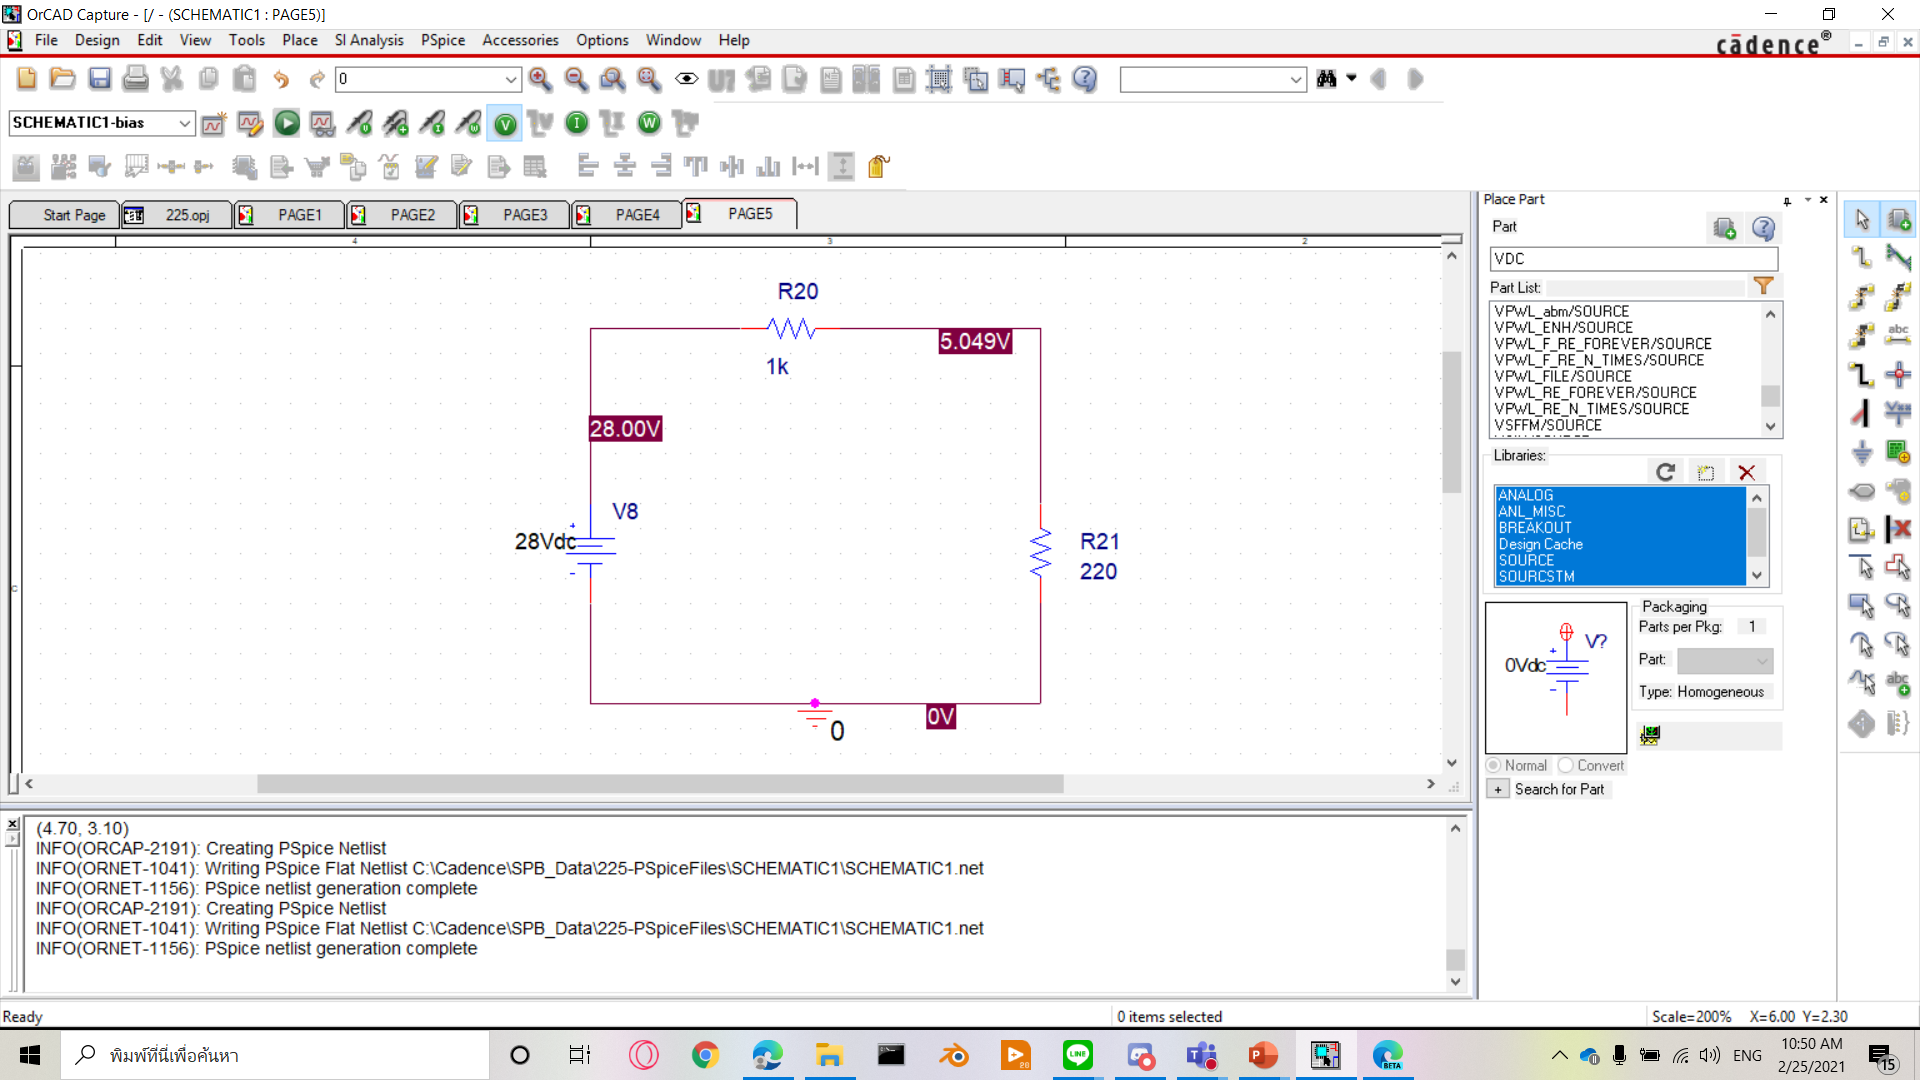 OrCAD Capture - [/ - (SCHEMATIC1 : PAGE5)]
File Design Edit View Tools Place SI Analysis PSpice Accessories Options Window Help
cādence®
0
U?
SCHEMATIC1-bias
V
I
W
Start Page 225.opj PAGE1 PAGE2 PAGE3 PAGE4 PAGE5
4 3 2
C
R20
1k
5.049V
28.00V
V8
28Vdc
+
-
R21
220
0V
0
Place Part
Part
VDC
Part List:
VPWL_abm/SOURCE
VPWL_ENH/SOURCE
VPWL_F_RE_FOREVER/SOURCE
VPWL_F_RE_N_TIMES/SOURCE
VPWL_FILE/SOURCE
VPWL_RE_FOREVER/SOURCE
VPWL_RE_N_TIMES/SOURCE
VSFFM/SOURCE
Libraries:
ANALOG
ANL_MISC
BREAKOUT
Design Cache
SOURCE
SOURCSTM
V?
0Vdc
+
-
Packaging
Parts per Pkg: 1
Part:
Type: Homogeneous
Normal Convert
+ Search for Part
abc
abc
(4.70, 3.10)
INFO(ORCAP-2191): Creating PSpice Netlist
INFO(ORNET-1041): Writing PSpice Flat Netlist C:\Cadence\SPB_Data\225-PSpiceFiles\SCHEMATIC1\SCHEMATIC1.net
INFO(ORNET-1156): PSpice netlist generation complete
INFO(ORCAP-2191): Creating PSpice Netlist
INFO(ORNET-1041): Writing PSpice Flat Netlist C:\Cadence\SPB_Data\225-PSpiceFiles\SCHEMATIC1\SCHEMATIC1.net
INFO(ORNET-1156): PSpice netlist generation complete
Ready
0 items selected
Scale=200% X=6.00 Y=2.30
พิมพ์ที่นี่เพื่อค้นหา
LINE
BETA
ENG
10:50 AM
2/25/2021
15